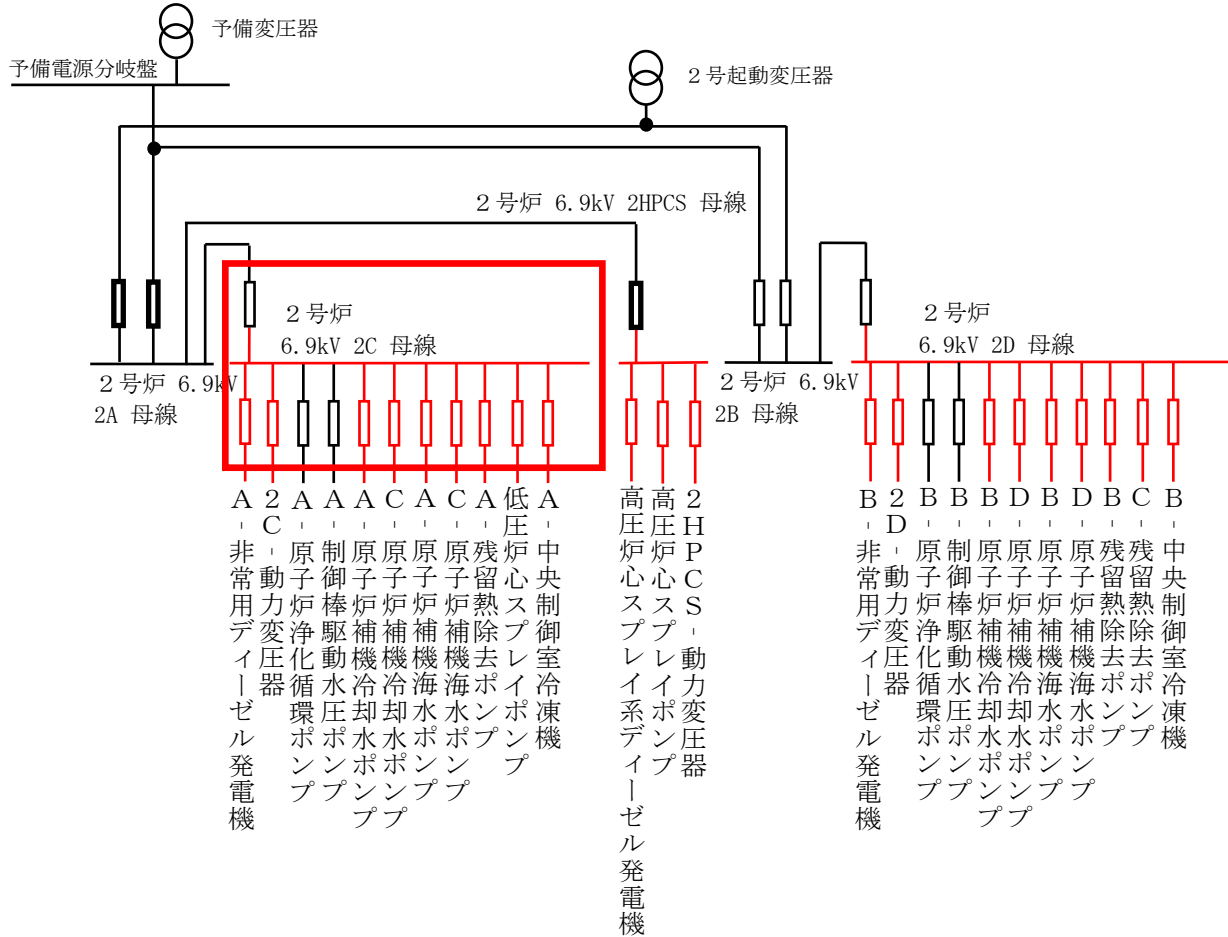 予備変圧器
予備電源分岐盤
２号起動変圧器
２号炉 6.9kV 2HPCS 母線
２号炉
6.9kV 2C 母線
２号炉
6.9kV 2D 母線
２号炉 6.9kV
2A 母線
２号炉 6.9kV
2B 母線
Ａ-非常用ディーゼル発電機
２Ｃ-動力変圧器
Ａ-原子炉浄化循環ポンプ
Ａ-制御棒駆動水圧ポンプ
Ａ-原子炉補機冷却水ポンプ
Ｃ-原子炉補機冷却水ポンプ
Ａ-原子炉補機海水ポンプ
Ｃ-原子炉補機海水ポンプ
Ａ-残留熱除去ポンプ
低圧炉心スプレイポンプ
Ａ-中央制御室冷凍機
高圧炉心スプレイ系ディーゼル発電機
高圧炉心スプレイポンプ
２ＨＰＣＳ-動力変圧器
Ｂ-非常用ディーゼル発電機
２Ｄ-動力変圧器
Ｂ-原子炉浄化循環ポンプ
Ｂ-制御棒駆動水圧ポンプ
Ｂ-原子炉補機冷却水ポンプ
Ｄ-原子炉補機冷却水ポンプ
Ｂ-原子炉補機海水ポンプ
Ｄ-原子炉補機海水ポンプ
Ｂ-残留熱除去ポンプ
Ｃ-残留熱除去ポンプ
Ｂ-中央制御室冷凍機